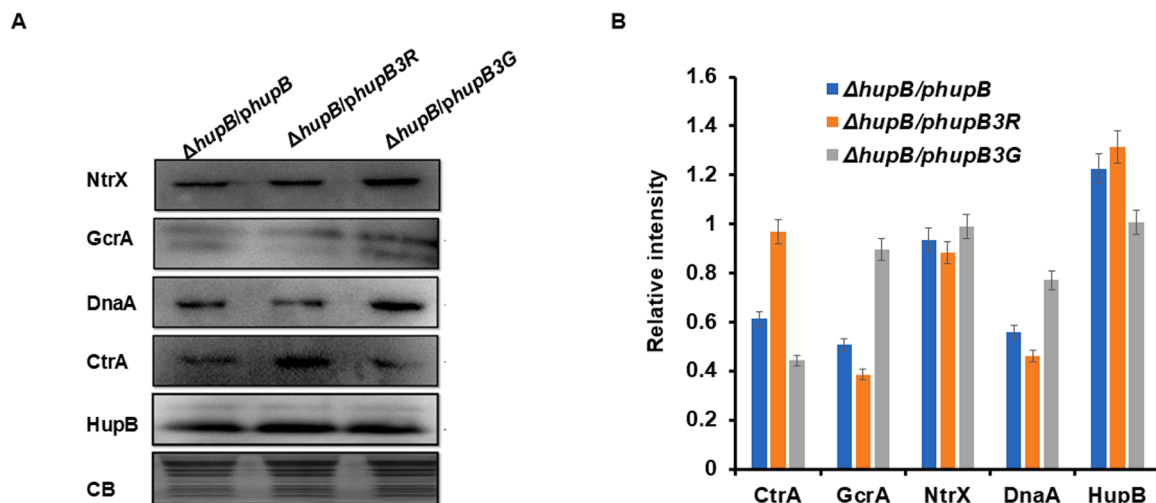 A
ΔhupB/phupB
ΔhupB/phupB3R
ΔhupB/phupB3G
NtrX
GcrA
DnaA
CtrA
HupB
CB
B
Relative intensity
1.6
1.4
1.2
1
0.8
0.6
0.4
0.2
0
ΔhupB/phupB
ΔhupB/phupB3R
ΔhupB/phupB3G
CtrA GcrA NtrX DnaA HupB